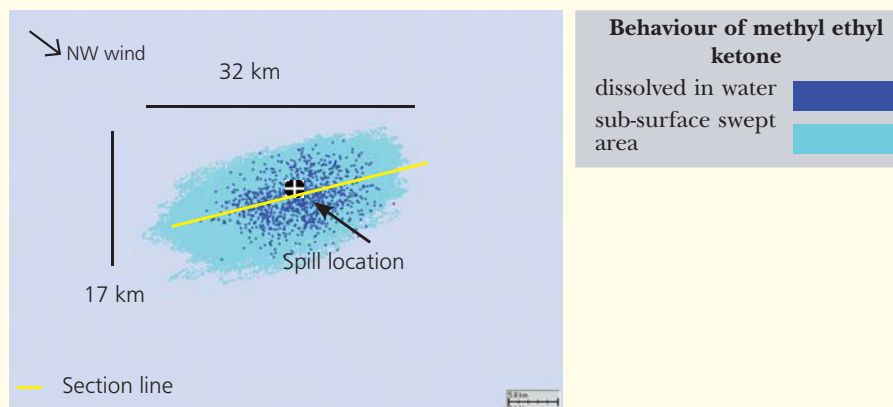 NW wind
32 km
Spill location
17 km
Section line
Behaviour of methyl ethyl
ketone
dissolved in water
sub-surface swept
area